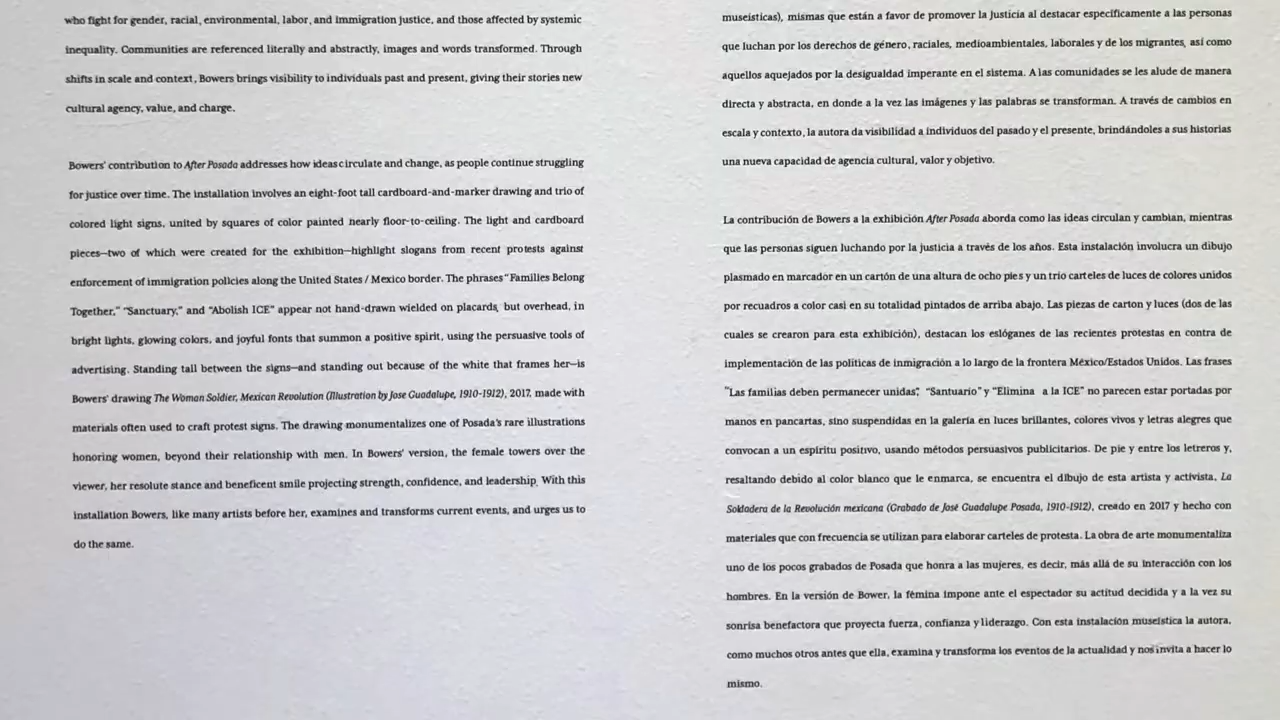 who fight for gender, racial, environmental, labor, and immigration justice, and those affected by systemic
inequality. Communities are referenced literally and abstractly, images and words transformed. Through
shifts in scale and context, Bowers brings visibility to individuals past and present, giving their stories new
cultural agency, value, and charge.
Bowers' contribution to After Posada addresses how ideas circulate and change, as people continue struggling
for justice over time. The installation involves an eight-foot tall cardboard-and-marker drawing and trio of
colored light signs, united by squares of color painted nearly floor-to-ceiling. The light and cardboard
pieces—two of which were created for the exhibition—highlight slogans from recent protests against
enforcement of immigration policies along the United States / Mexico border. The phrases "Families Belong
Together," "Sanctuary," and "Abolish ICE" appear not hand-drawn wielded on placards, but overhead, in
bright lights, glowing colors, and joyful fonts that summon a positive spirit, using the persuasive tools of
advertising. Standing tall between the signs—and standing out because of the white that frames her—is
Bowers' drawing The Woman Soldier, Mexican Revolution (Illustration by Jose Guadalupe, 1910-1912), 2017, made with
materials often used to craft protest signs. The drawing monumentalizes one of Posada's rare illustrations
honoring women, beyond their relationship with men. In Bowers' version, the female towers over the
viewer, her resolute stance and beneficent smile projecting strength, confidence, and leadership. With this
installation Bowers, like many artists before her, examines and transforms current events, and urges us to
do the same.
museísticas), mismas que están a favor de promover la Justicia al destacar específicamente a las personas
que luchan por los derechos de género, raciales, medioambientales, laborales y de los migrantes, así como
aquellos aquejados por la desigualdad imperante en el sistema. A las comunidades se les alude de manera
directa y abstracta, en donde a la vez las imágenes y las palabras se transforman. A través de cambios en
escala y contexto, la autora da visibilidad a individuos del pasado y el presente, brindándoles a sus historias
una nueva capacidad de agencia cultural, valor y objetivo.
La contribución de Bowers a la exhibición After Posada aborda como las ideas circulan y cambian, mientras
que las personas siguen luchando por la justicia a través de los años. Esta instalación involucra un dibujo
plasmado en marcador en un cartón de una altura de ocho pies y un trio carteles de luces de colores unidos
por recuadros a color casi en su totalidad pintados de arriba abajo. Las piezas de carton y luces (dos de las
cuales se crearon para esta exhibición), destacan los eslóganes de las recientes protestas en contra de
implementación de las políticas de inmigración a lo largo de la frontera México/Estados Unidos. Las frases
"Las familias deben permanecer unidas", "Santuario" y "Elimina a la ICE" no parecen estar portadas por
manos en pancartas, sino suspendidas en la galería en luces brillantes, colores vivos y letras alegres que
convocan a un espíritu positivo, usando métodos persuasivos publicitarios. De pie y entre los letreros y,
resaltando debido al color blanco que le enmarca, se encuentra el dibujo de esta artista y activista, La
Soldadera de la Revolución mexicana (Grabado de José Guadalupe Posada, 1910-1912), creado en 2017 y hecho con
materiales que con frecuencia se utilizan para elaborar carteles de protesta. La obra de arte monumentaliza
uno de los pocos grabados de Posada que honra a las mujeres, es decir, más allá de su interacción con los
hombres. En la versión de Bower, la fémina impone ante el espectador su actitud decidida y a la vez su
sonrisa benefactora que proyecta fuerza, confianza y liderazgo. Con esta instalación museística la autora,
como muchos otros antes que ella, examina y transforma los eventos de la actualidad y nos invita a hacer lo
mismo.